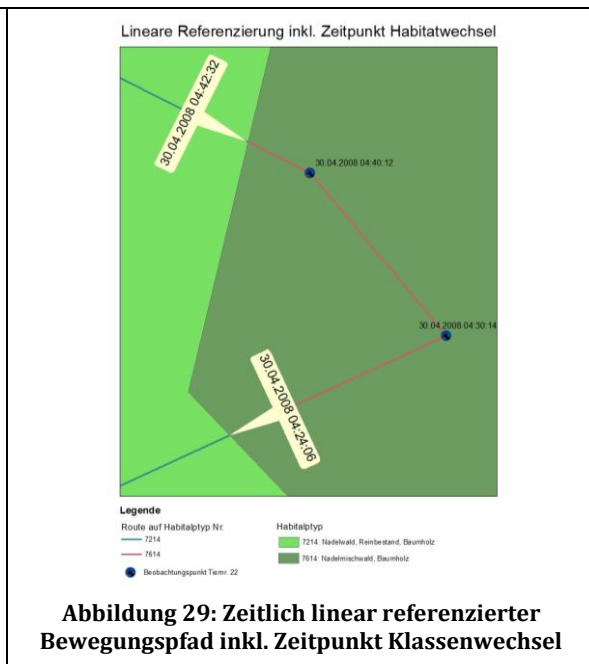 Lineare Referenzierung inkl. Zeitpunkt Habitatwechsel
30.04.2008 04:42:32
30.04.2008 04:40:12
30.04.2008 04:30:14
30.04.2008 04:24:06
Legende
Route auf Habitalptyp Nr.
7214
7614
Beobachtungspunkt Tiernr. 22
Habitalptyp
7214: Nadelwald, Reinbestand, Baumholz
7614: Nadelmischwald, Baumholz
Abbildung 29: Zeitlich linear referenzierter
Bewegungspfad inkl. Zeitpunkt Klassenwechsel